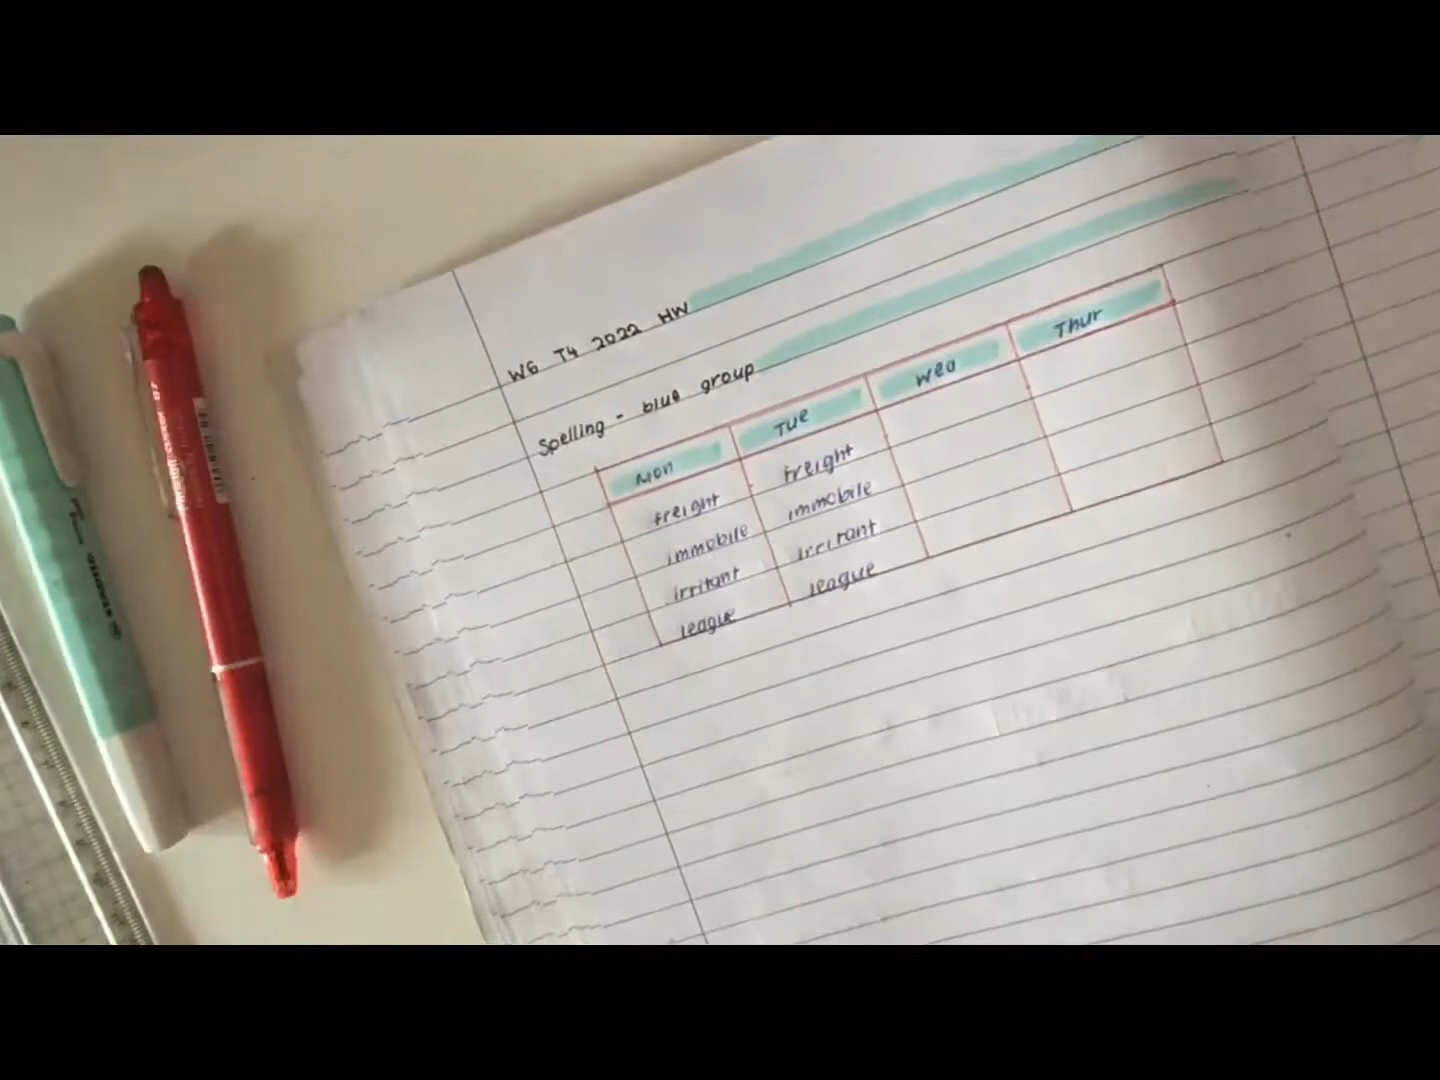 W6 T4 2022 HW
Spelling - blue group
Mon Tue Wed Thur
freight freight
immobile immobile
irritant irritant
league league